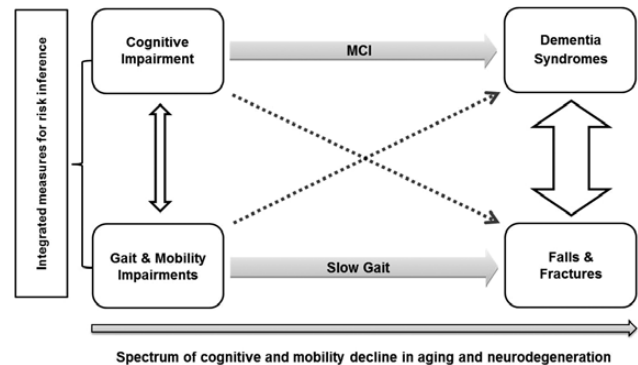 Integrated measures for risk inference
Cognitive
Impairment
MCI
Dementia
Syndromes
Gait & Mobility
Impairments
Slow Gait
Falls &
Fractures
Spectrum of cognitive and mobility decline in aging and neurodegeneration